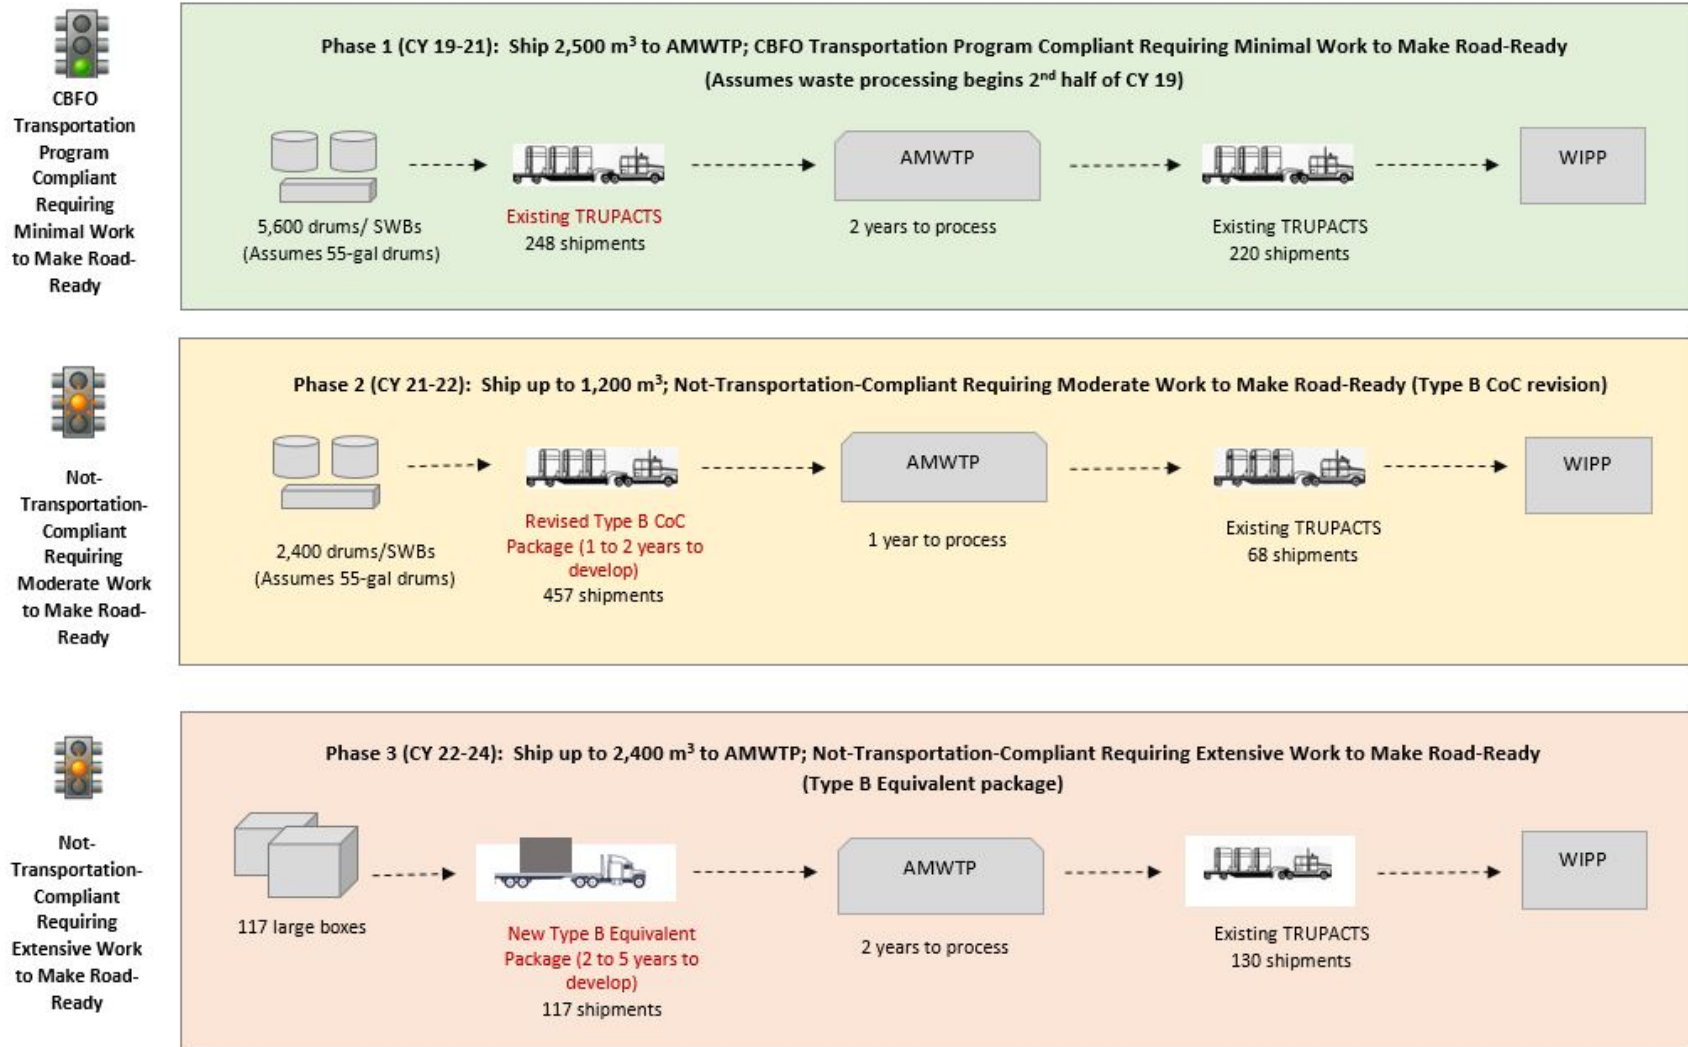 CBFO
Transportation
Program
Compliant
Requiring
Minimal Work
to Make Road-
Ready
Phase 1 (CY 19-21): Ship 2,500 m³ to AMWTP; CBFO Transportation Program Compliant Requiring Minimal Work to Make Road-Ready
(Assumes waste processing begins 2nd half of CY 19)
5,600 drums/ SWBs
(Assumes 55-gal drums)
Existing TRUPACTS
248 shipments
AMWTP
2 years to process
Existing TRUPACTS
220 shipments
WIPP
Not-
Transportation-
Compliant
Requiring
Moderate Work
to Make Road-
Ready
Phase 2 (CY 21-22): Ship up to 1,200 m³; Not-Transportation-Compliant Requiring Moderate Work to Make Road-Ready (Type B CoC revision)
2,400 drums/SWBs
(Assumes 55-gal drums)
Revised Type B CoC
Package (1 to 2 years to
develop)
457 shipments
AMWTP
1 year to process
Existing TRUPACTS
68 shipments
WIPP
Not-
Transportation-
Compliant
Requiring
Extensive Work
to Make Road-
Ready
Phase 3 (CY 22-24): Ship up to 2,400 m³ to AMWTP; Not-Transportation-Compliant Requiring Extensive Work to Make Road-Ready
(Type B Equivalent package)
117 large boxes
New Type B Equivalent
Package (2 to 5 years to
develop)
117 shipments
AMWTP
2 years to process
Existing TRUPACTS
130 shipments
WIPP